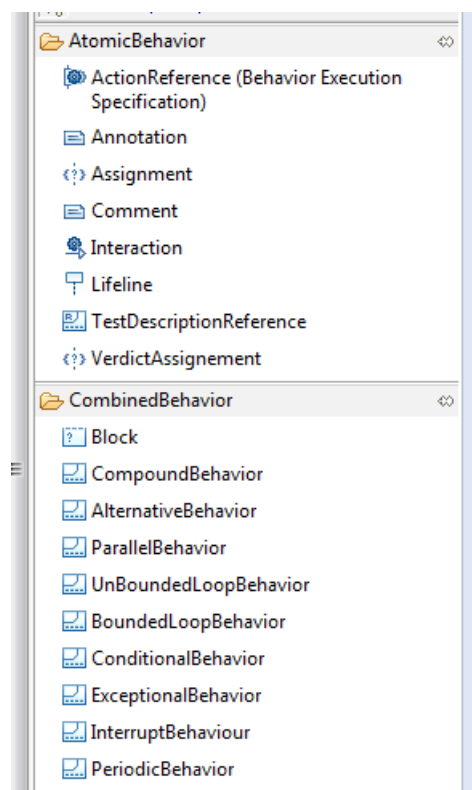 AtomicBehavior
ActionReference (Behavior Execution
Specification)
Annotation
Assignment
Comment
Interaction
Lifeline
TestDescriptionReference
VerdictAssignement
CombinedBehavior
Block
CompoundBehavior
AlternativeBehavior
ParallelBehavior
UnBoundedLoopBehavior
BoundedLoopBehavior
ConditionalBehavior
ExceptionalBehavior
InterruptBehaviour
PeriodicBehavior